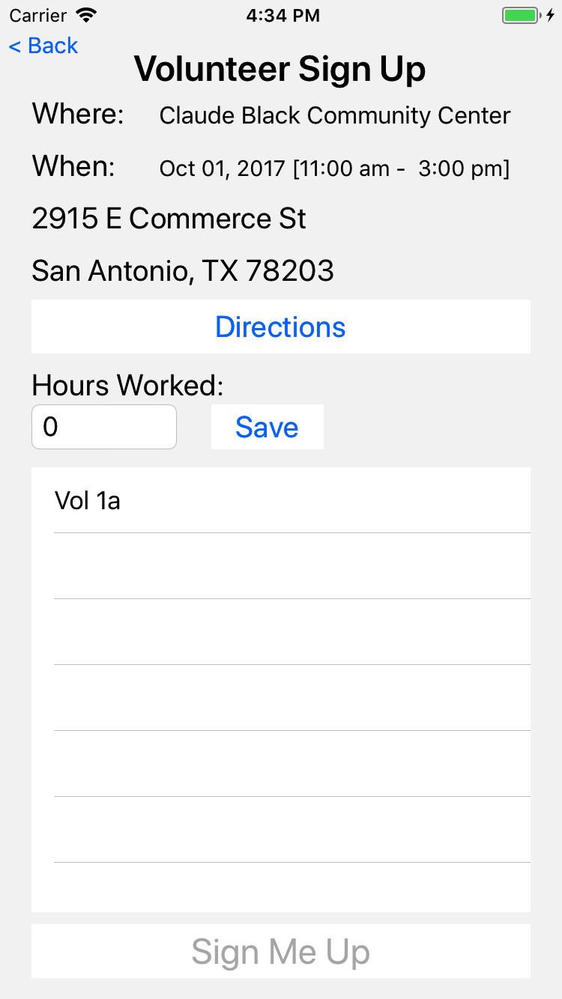 Carrier 4:34 PM
< Back
Volunteer Sign Up
Where: Claude Black Community Center
When: Oct 01, 2017 [11:00 am -  3:00 pm]
2915 E Commerce St
San Antonio, TX 78203
Directions
Hours Worked:
0 Save
Vol 1a
Sign Me Up